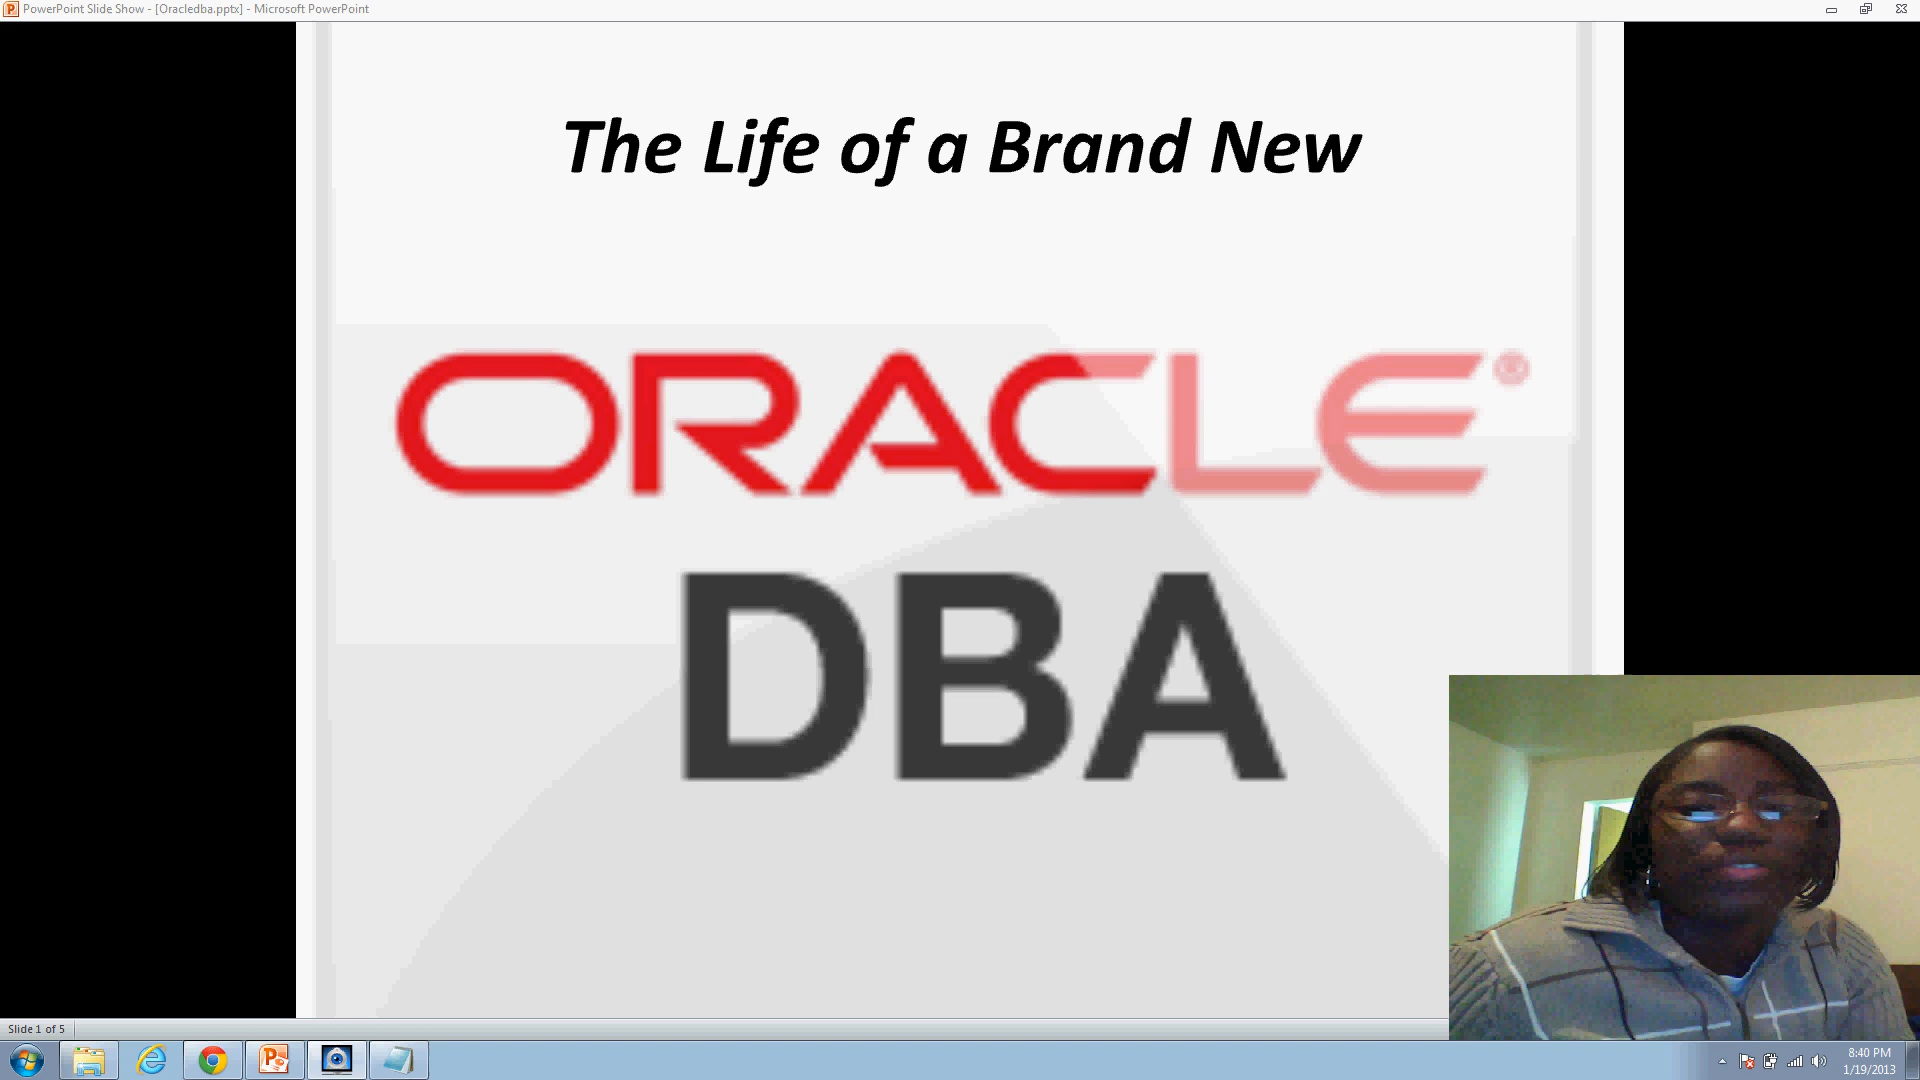 PowerPoint Slide Show - [Oracledba.pptx] - Microsoft PowerPoint
The Life of a Brand New
ORACLE®
DBA
Slide 1 of 5
8:40 PM
1/19/2013